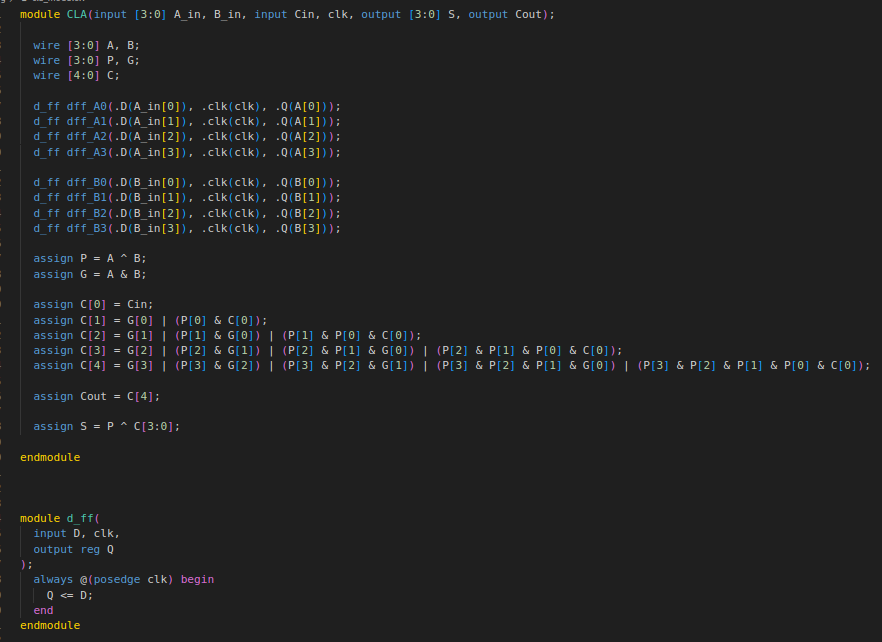 module CLA(input [3:0] A_in, B_in, input Cin, clk, output [3:0] S, output Cout);
wire [3:0] A, B;
wire [3:0] P, G;
wire [4:0] C;
d_ff dff_A0(.D(A_in[0]), .clk(clk), .Q(A[0]));
d_ff dff_A1(.D(A_in[1]), .clk(clk), .Q(A[1]));
d_ff dff_A2(.D(A_in[2]), .clk(clk), .Q(A[2]));
d_ff dff_A3(.D(A_in[3]), .clk(clk), .Q(A[3]));
d_ff dff_B0(.D(B_in[0]), .clk(clk), .Q(B[0]));
d_ff dff_B1(.D(B_in[1]), .clk(clk), .Q(B[1]));
d_ff dff_B2(.D(B_in[2]), .clk(clk), .Q(B[2]));
d_ff dff_B3(.D(B_in[3]), .clk(clk), .Q(B[3]));
assign P = A ^ B;
assign G = A & B;
assign C[0] = Cin;
assign C[1] = G[0] | (P[0] & C[0]);
assign C[2] = G[1] | (P[1] & G[0]) | (P[1] & P[0] & C[0]);
assign C[3] = G[2] | (P[2] & G[1]) | (P[2] & P[1] & G[0]) | (P[2] & P[1] & P[0] & C[0]);
assign C[4] = G[3] | (P[3] & G[2]) | (P[3] & P[2] & G[1]) | (P[3] & P[2] & P[1] & G[0]) | (P[3] & P[2] & P[1] & P[0] & C[0]);
assign Cout = C[4];
assign S = P ^ C[3:0];
endmodule
module d_ff(
input D, clk,
output reg Q
);
always @(posedge clk) begin
Q <= D;
end
endmodule